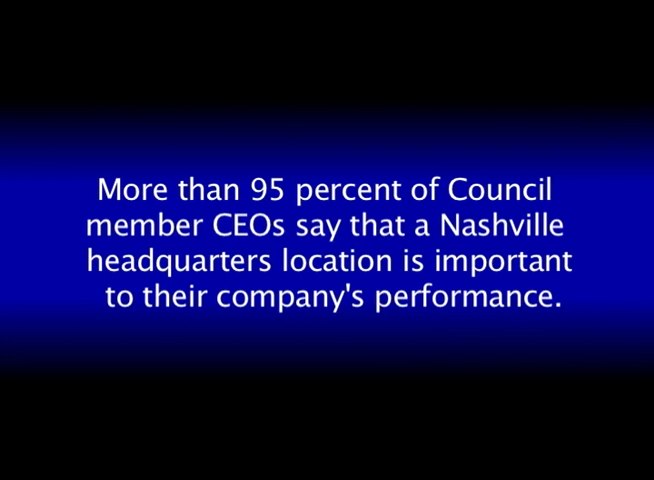 More than 95 percent of Council
member CEOs say that a Nashville
headquarters location is important
to their company's performance.